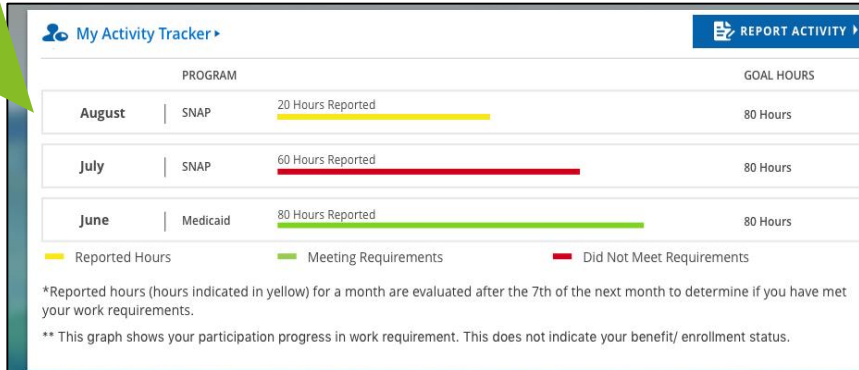 My Activity Tracker
REPORT ACTIVITY
PROGRAM GOAL HOURS
August SNAP 20 Hours Reported 80 Hours
July SNAP 60 Hours Reported 80 Hours
June Medicaid 80 Hours Reported 80 Hours
Reported Hours Meeting Requirements Did Not Meet Requirements
*Reported hours (hours indicated in yellow) for a month are evaluated after the 7th of the next month to determine if you have met
your work requirements.
** This graph shows your participation progress in work requirement. This does not indicate your benefit/ enrollment status.